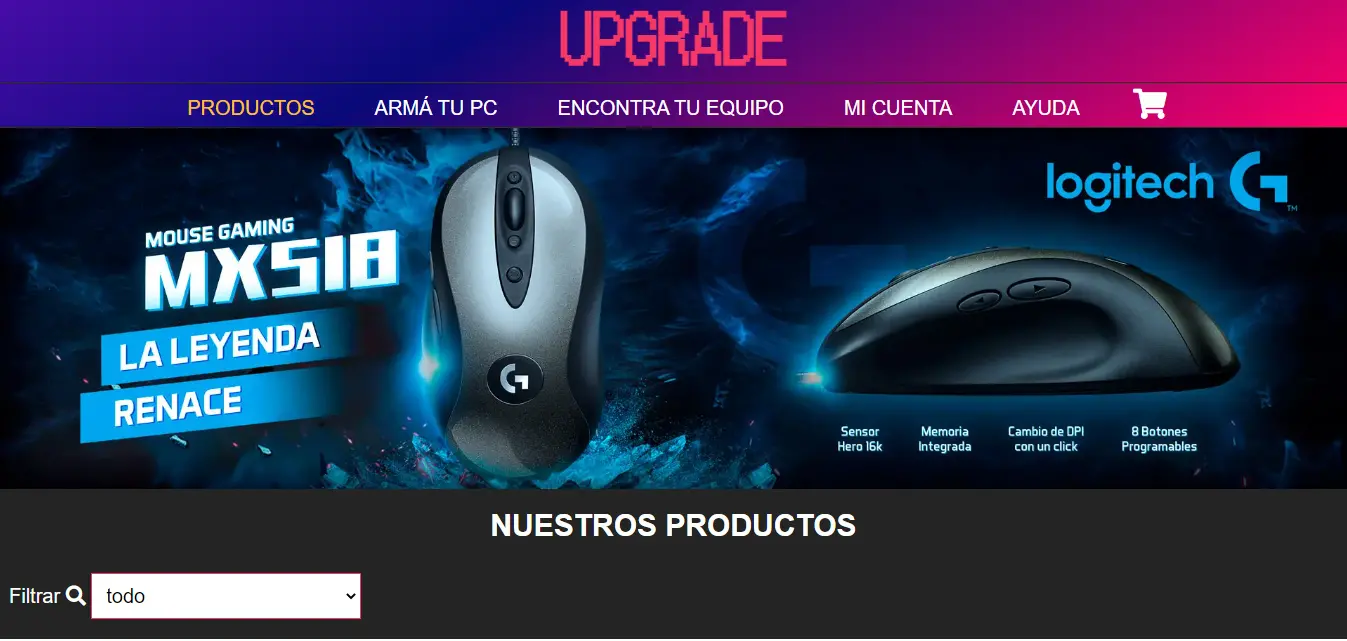 UPGRADE
PRODUCTOS ARMÁ TU PC ENCONTRA TU EQUIPO MI CUENTA AYUDA
logitech G TM
MOUSE GAMING
MX518
LA LEYENDA
RENACE
G
Sensor
Hero 16k
Memoria
Integrada
Cambio de DPI
con un click
8 Botones
Programables
NUESTROS PRODUCTOS
Filtrar todo